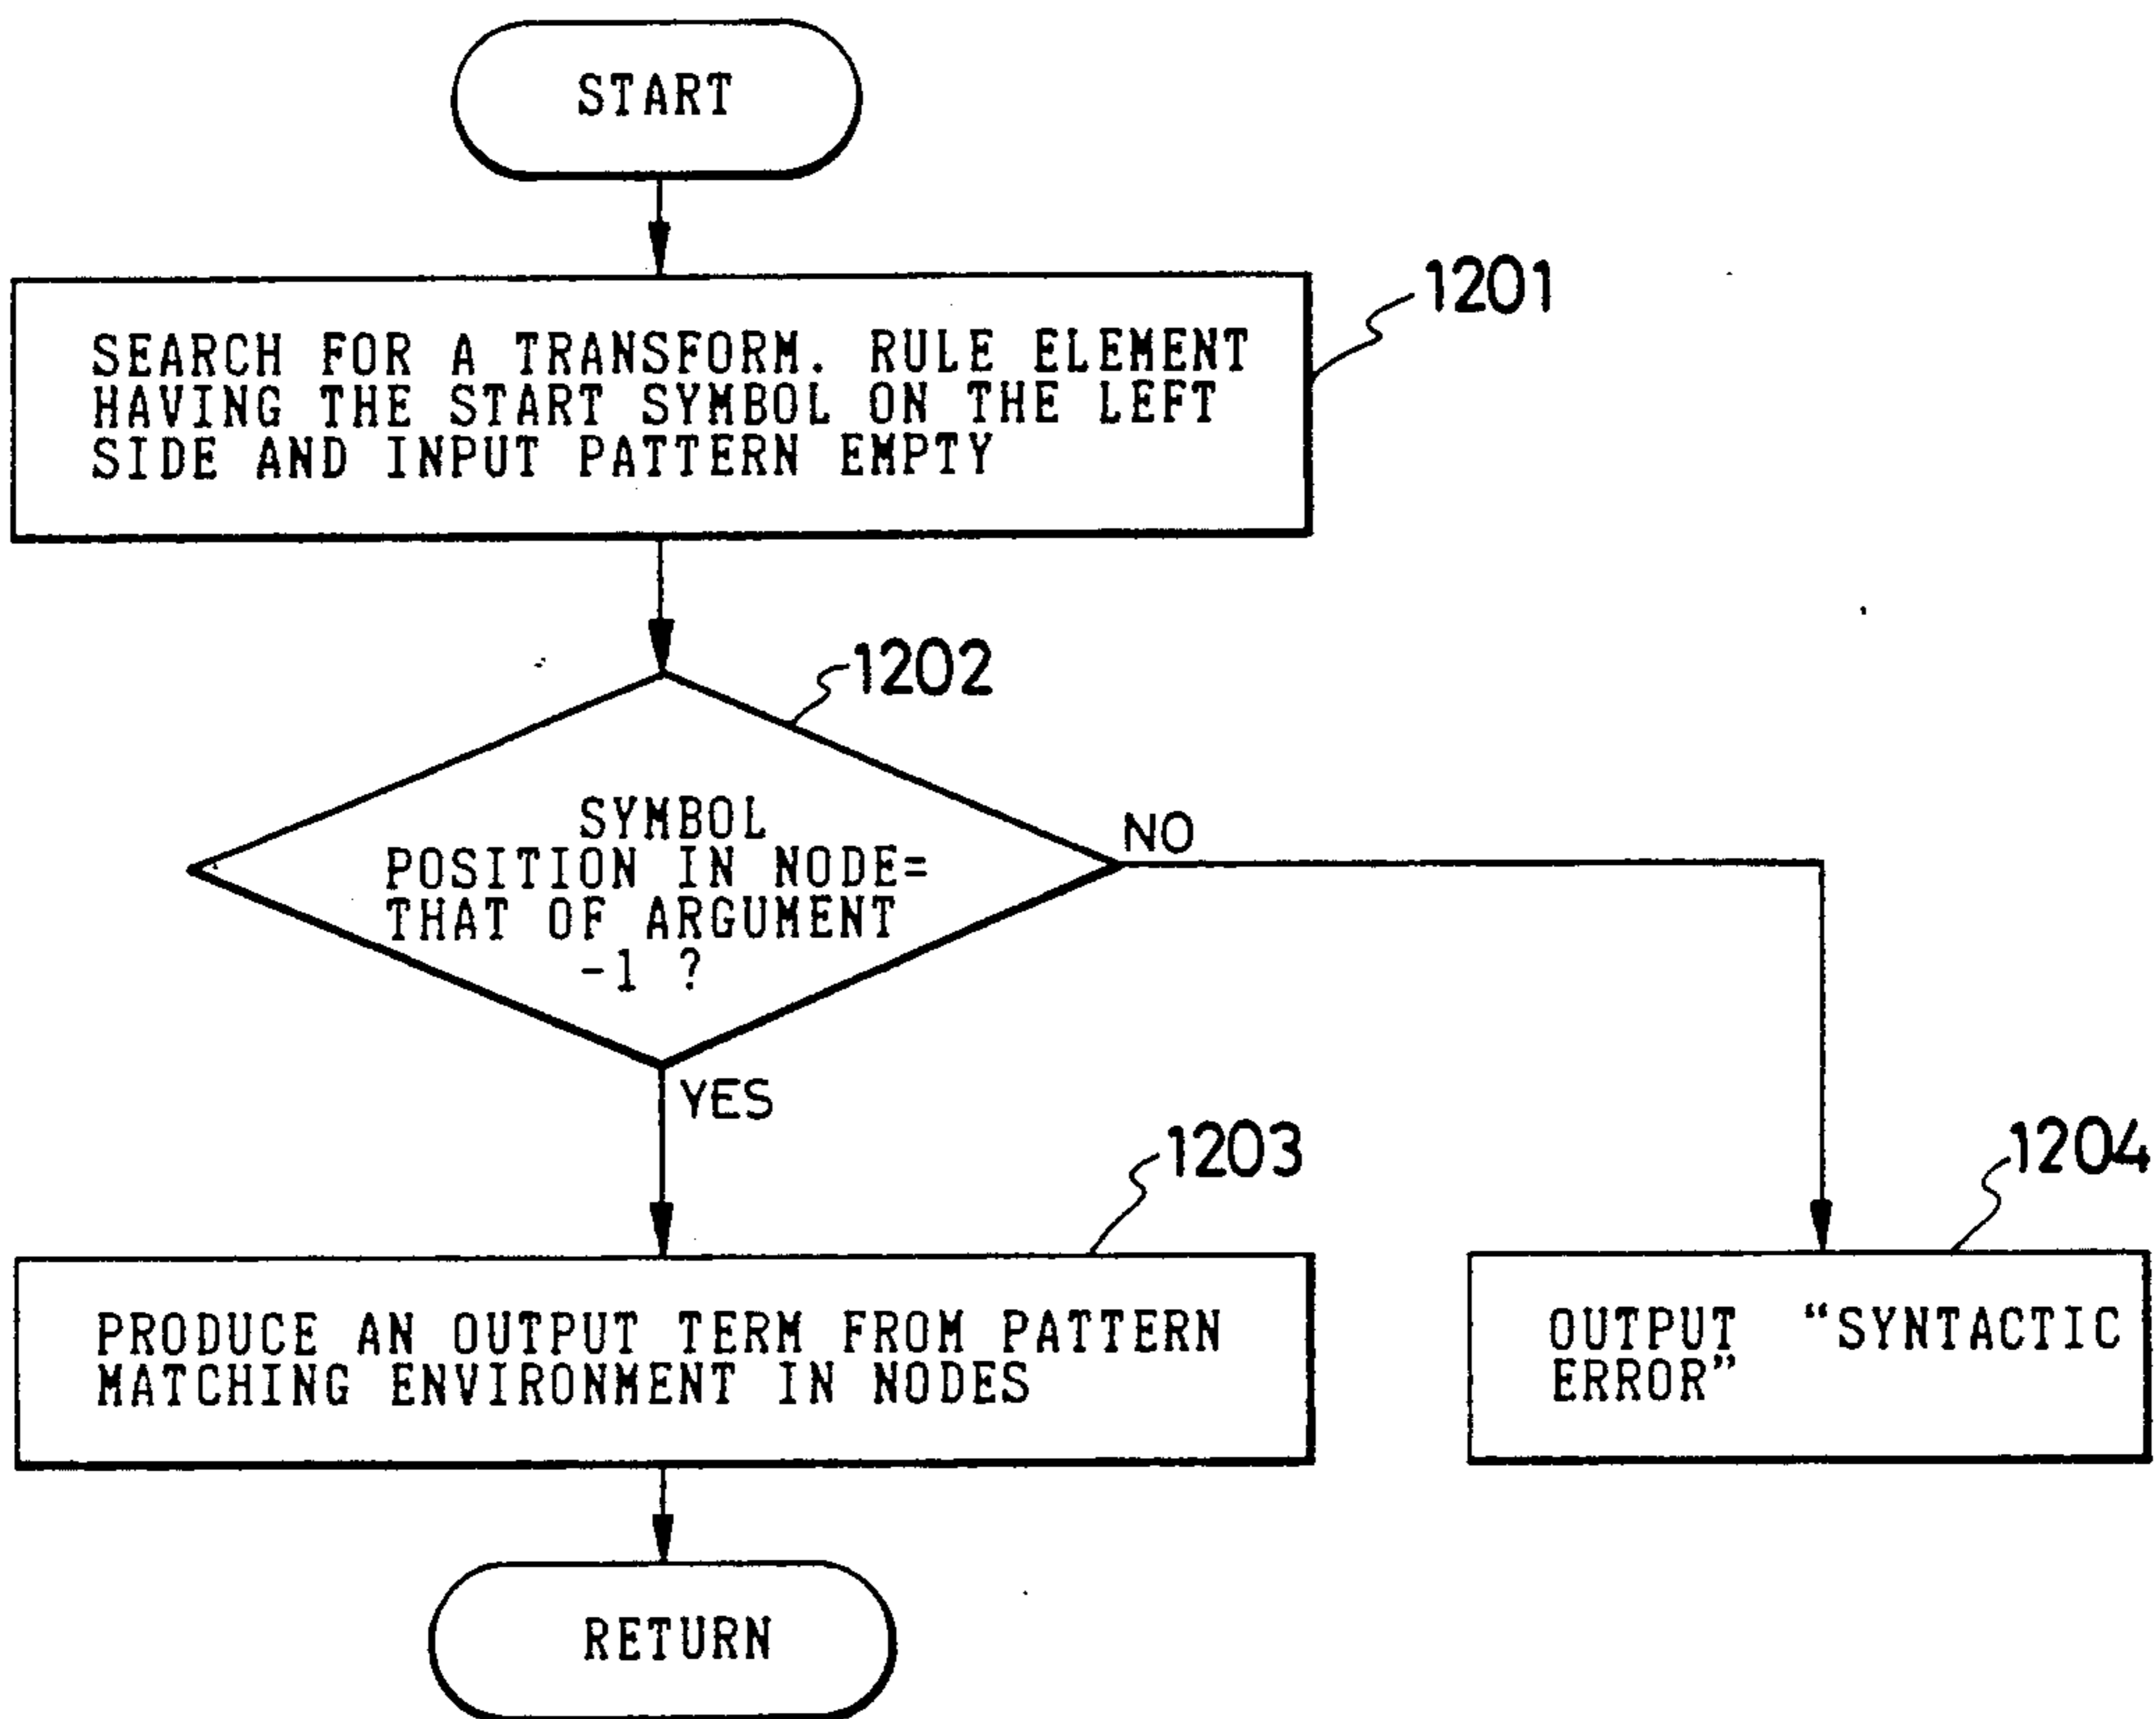 START
1201
SEARCH FOR A TRANSFORM. RULE ELEMENT
HAVING THE START SYMBOL ON THE LEFT
SIDE AND INPUT PATTERN EMPTY
1202
SYMBOL
POSITION IN NODE=
THAT OF ARGUMENT
-1 ?
NO
YES
1203
PRODUCE AN OUTPUT TERM FROM PATTERN
MATCHING ENVIRONMENT IN NODES
1204
OUTPUT "SYNTACTIC
ERROR"
RETURN